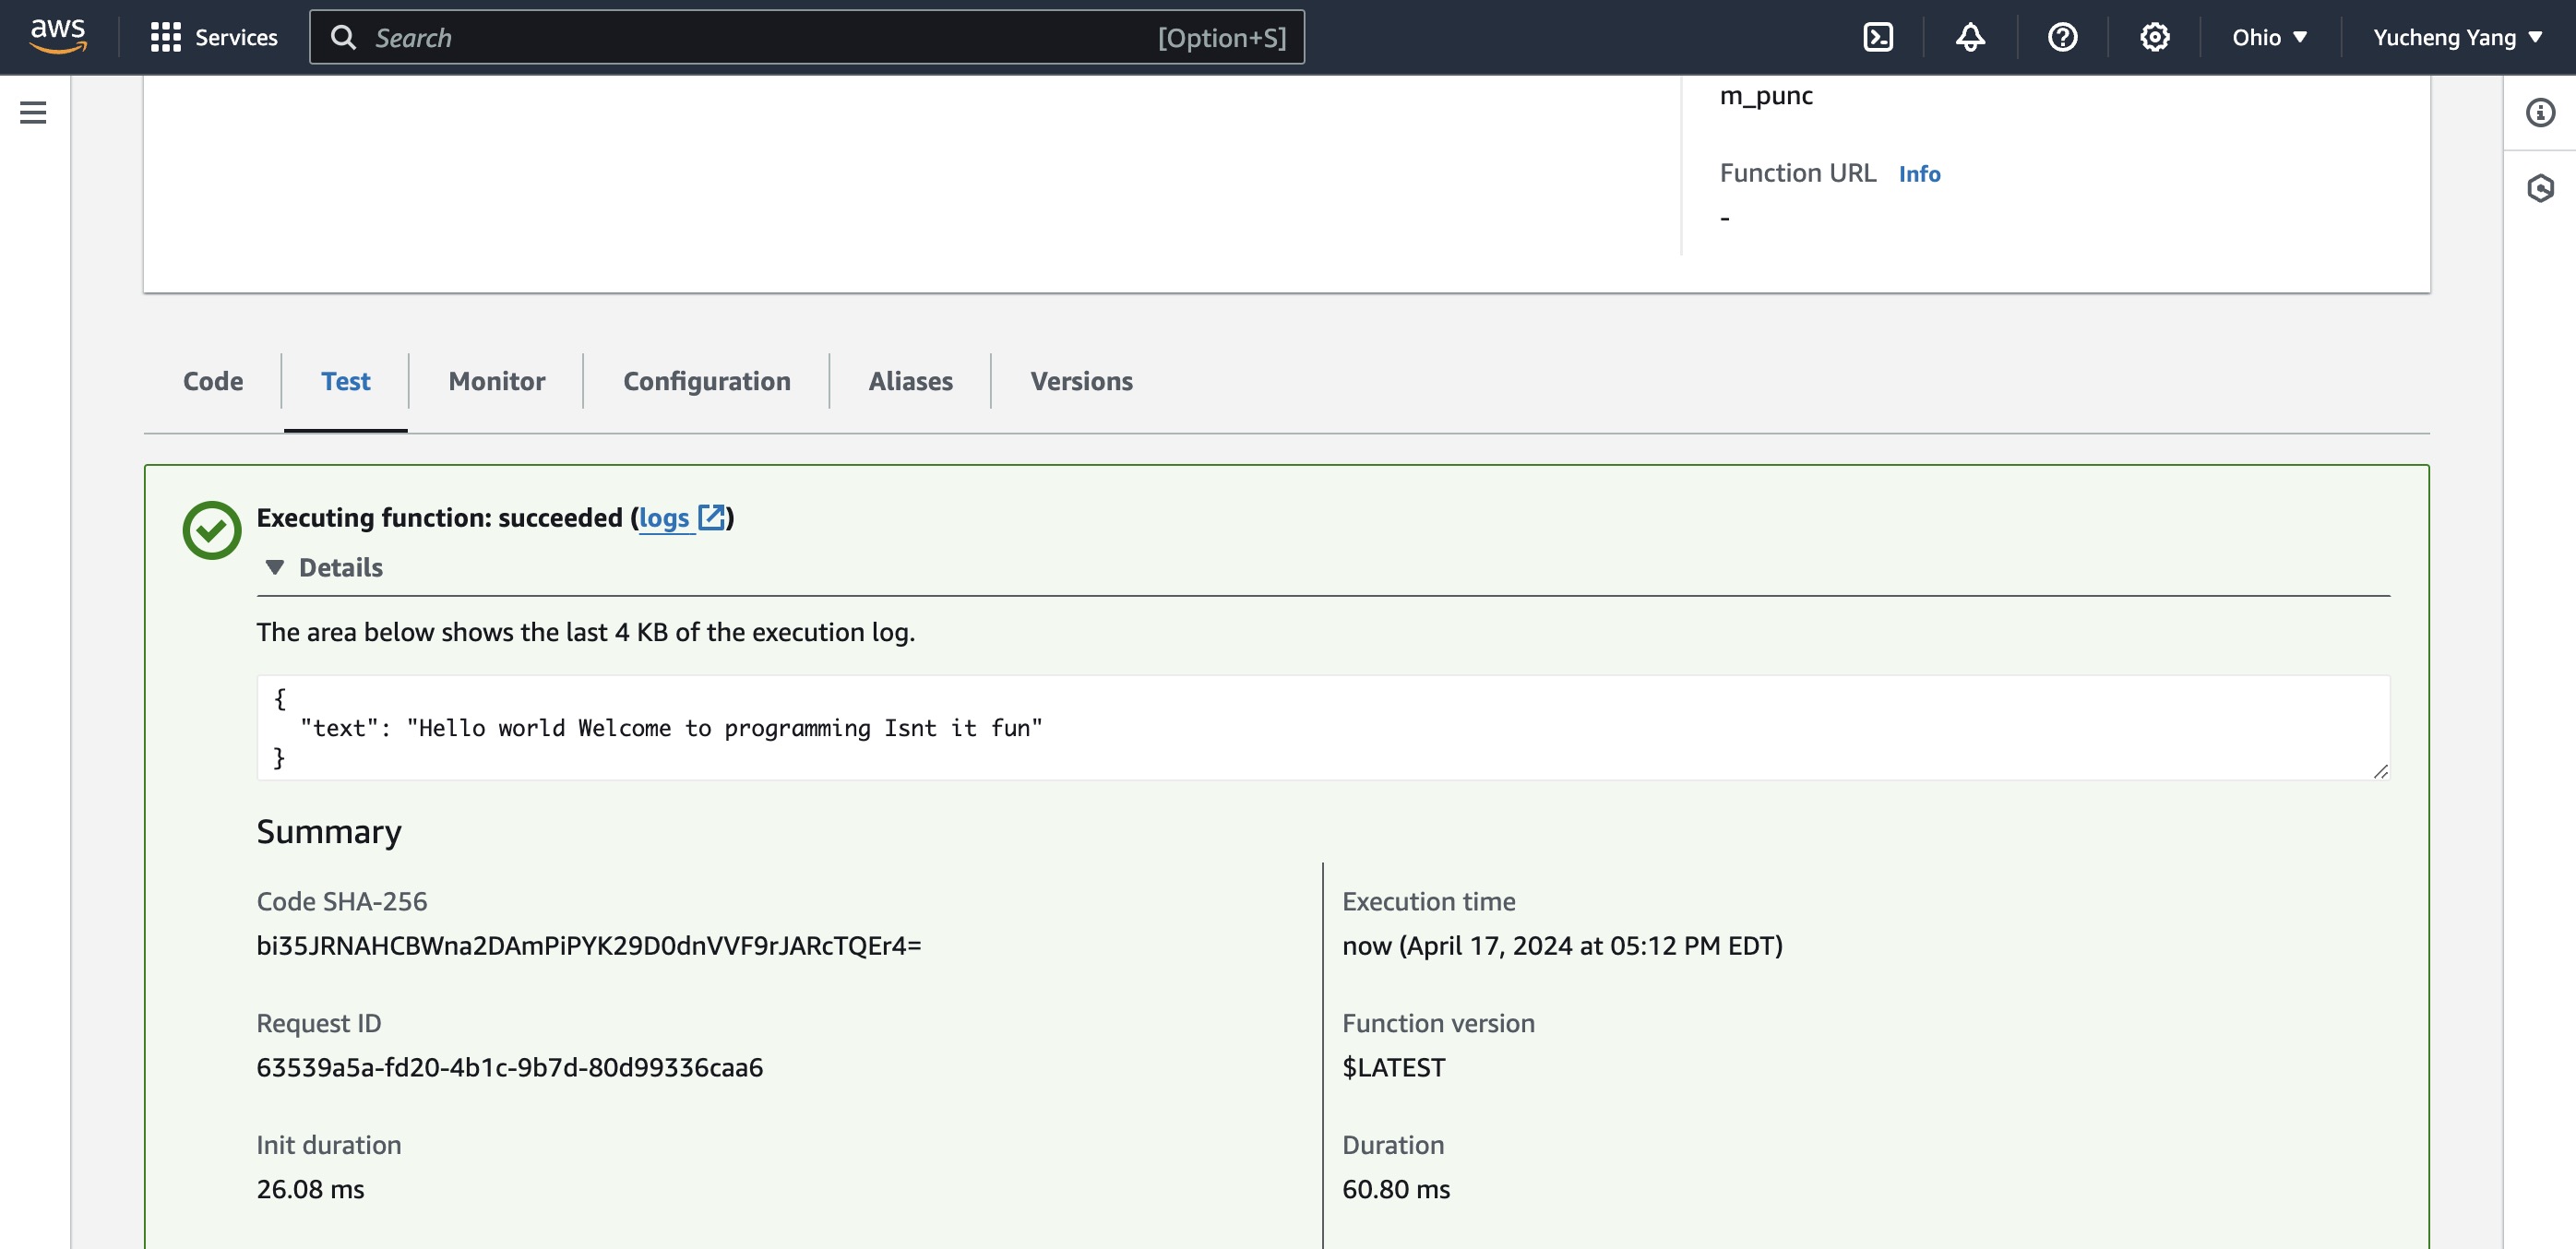 aws Services Search [Option+S] Ohio Yucheng Yang
m_punc
Function URL Info
-
Code Test Monitor Configuration Aliases Versions
Executing function: succeeded (logs)
Details
The area below shows the last 4 KB of the execution log.
{
"text": "Hello world Welcome to programming Isnt it fun"
}
Summary
Code SHA-256
bi35JRNAHCBWna2DAmPiPYK29D0dnVVF9rJARcTQEr4=
Execution time
now (April 17, 2024 at 05:12 PM EDT)
Request ID
63539a5a-fd20-4b1c-9b7d-80d99336caa6
Function version
$LATEST
Init duration
26.08 ms
Duration
60.80 ms